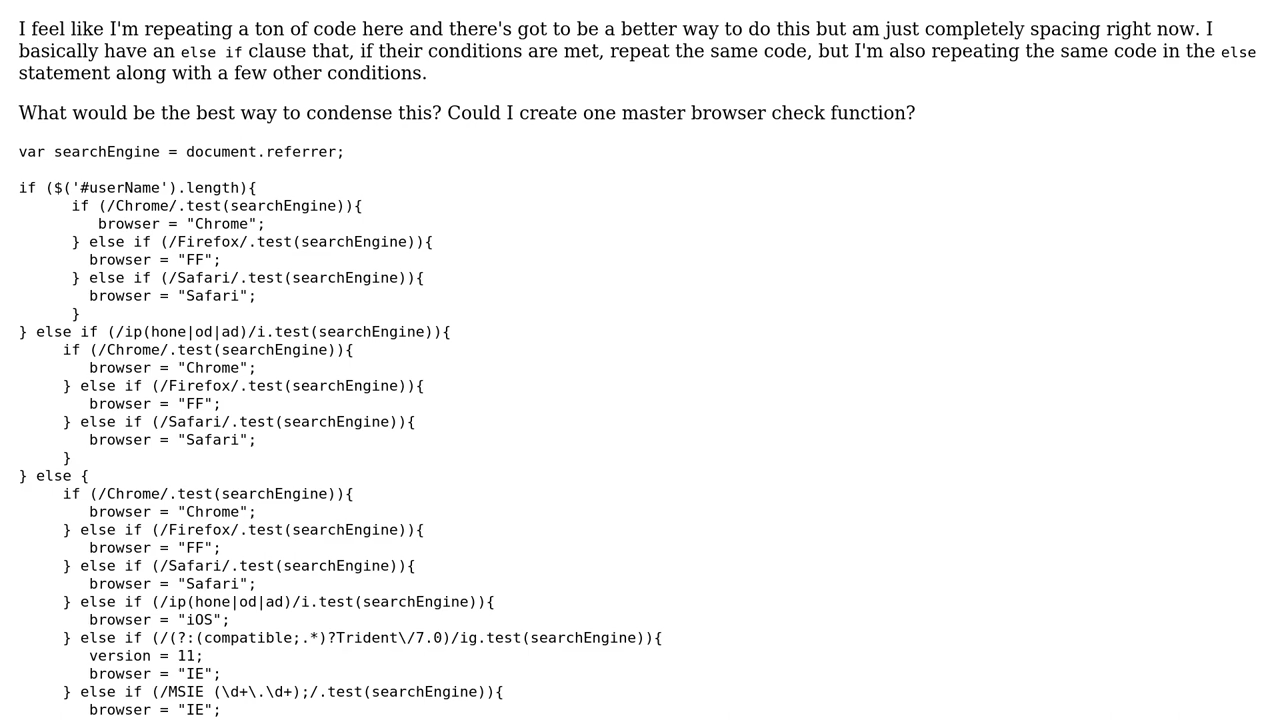 I feel like I'm repeating a ton of code here and there's got to be a better way to do this but am just completely spacing right now. I
basically have an else if clause that, if their conditions are met, repeat the same code, but I'm also repeating the same code in the else
statement along with a few other conditions.
What would be the best way to condense this? Could I create one master browser check function?
var searchEngine = document.referrer;
if ($('#userName').length){
      if (/Chrome/.test(searchEngine)){
         browser = "Chrome";
      } else if (/Firefox/.test(searchEngine)){
        browser = "FF";
      } else if (/Safari/.test(searchEngine)){
        browser = "Safari";
      }
} else if (/ip(hone|od|ad)/i.test(searchEngine)){
     if (/Chrome/.test(searchEngine)){
        browser = "Chrome";
     } else if (/Firefox/.test(searchEngine)){
        browser = "FF";
     } else if (/Safari/.test(searchEngine)){
        browser = "Safari";
     }
} else {
     if (/Chrome/.test(searchEngine)){
        browser = "Chrome";
     } else if (/Firefox/.test(searchEngine)){
        browser = "FF";
     } else if (/Safari/.test(searchEngine)){
        browser = "Safari";
     } else if (/ip(hone|od|ad)/i.test(searchEngine)){
        browser = "iOS";
     } else if (/(?:(compatible;.*)?Trident\/7.0)/ig.test(searchEngine)){
        version = 11;
        browser = "IE";
     } else if (/MSIE (\d+\.\d+);/.test(searchEngine)){
        browser = "IE";